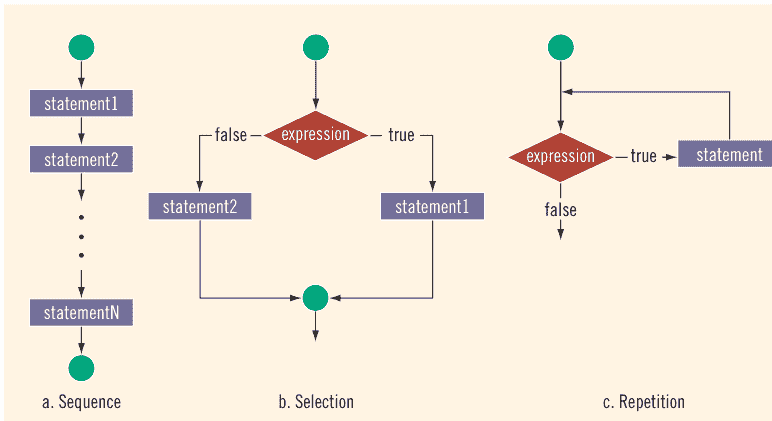 statement1
statement2
statementN
a. Sequence
expression
false
true
statement2
statement1
b. Selection
expression
true
statement
false
c. Repetition